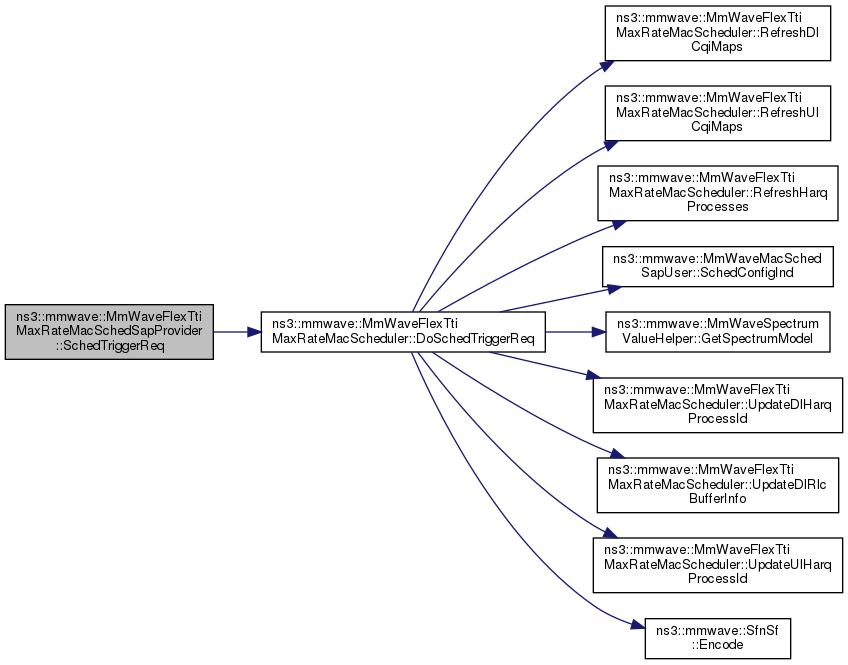 ns3::mmwave::MmWaveFlexTti
MaxRateMacSchedSapProvider
::SchedTriggerReq
ns3::mmwave::MmWaveFlexTti
MaxRateMacScheduler::DoSchedTriggerReq
ns3::mmwave::MmWaveFlexTti
MaxRateMacScheduler::RefreshDl
CqiMaps
ns3::mmwave::MmWaveFlexTti
MaxRateMacScheduler::RefreshUl
CqiMaps
ns3::mmwave::MmWaveFlexTti
MaxRateMacScheduler::RefreshHarq
Processes
ns3::mmwave::MmWaveMacSched
SapUser::SchedConfigInd
ns3::mmwave::MmWaveSpectrum
ValueHelper::GetSpectrumModel
ns3::mmwave::MmWaveFlexTti
MaxRateMacScheduler::UpdateDlHarq
ProcessId
ns3::mmwave::MmWaveFlexTti
MaxRateMacScheduler::UpdateDlRlc
BufferInfo
ns3::mmwave::MmWaveFlexTti
MaxRateMacScheduler::UpdateUlHarq
ProcessId
ns3::mmwave::SfnSf
::Encode